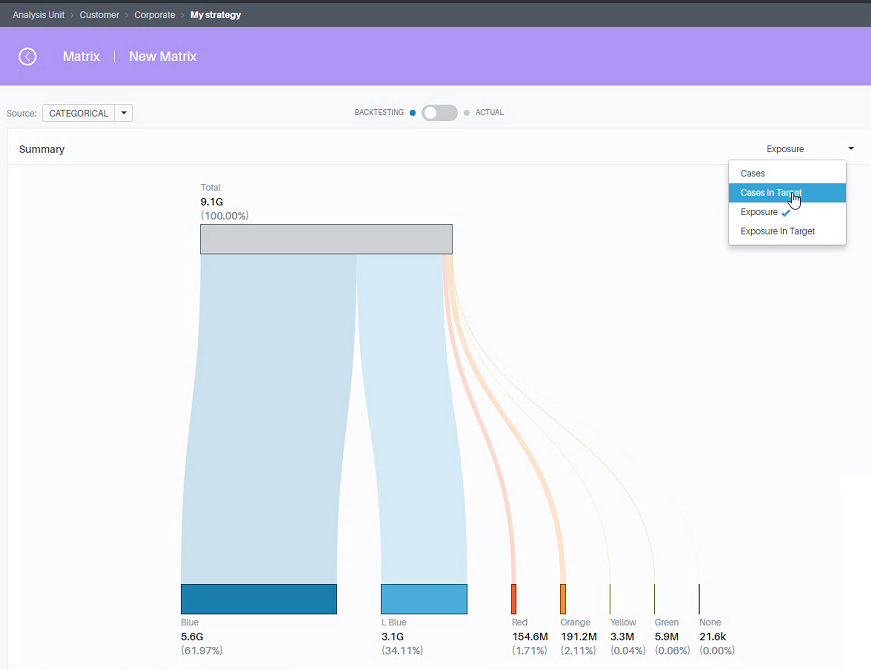 Analysis Unit > Customer > Corporate > My strategy
Matrix | New Matrix
Source: CATEGORICAL
BACKTESTING
ACTUAL
Summary
Exposure
Cases
Cases In Target
Exposure
Exposure In Target
Total
9.1G
(100.00%)
Blue L Blue Red Orange Yellow Green None
5.6G 3.1G 154.6M 191.2M 3.3M 5.9M 21.6k
(61.97%) (34.11%) (1.71%) (2.11%) (0.04%) (0.06%) (0.00%)